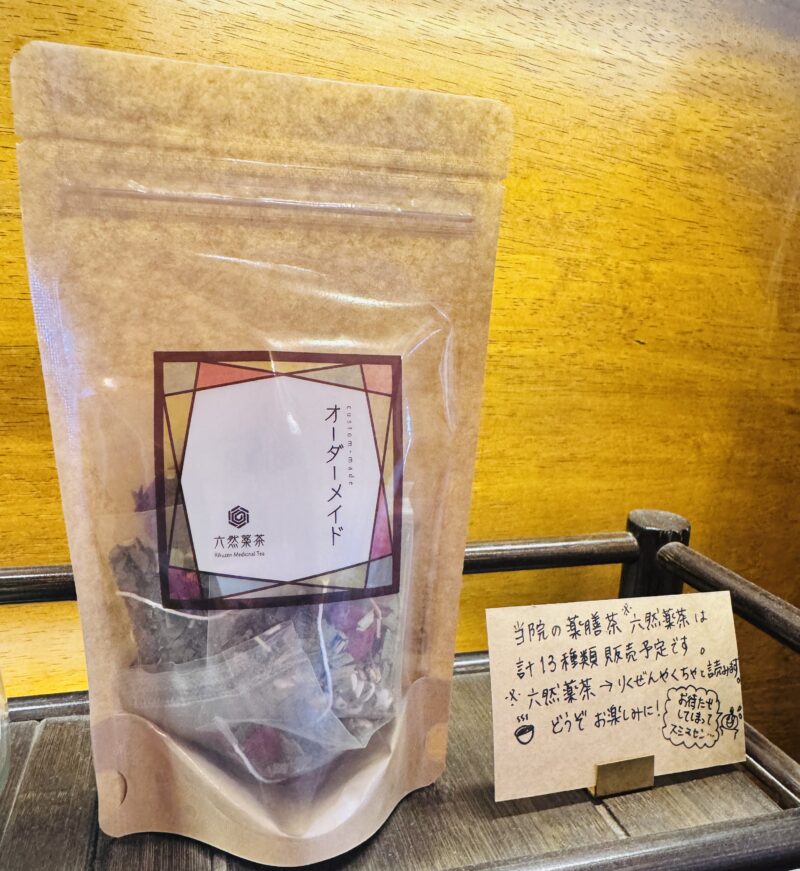 custom-made
オーダーメイド
六然薬茶
Rikuzen Medicinal Tea
当院の薬膳茶※六然薬茶は
計13種類販売予定です。
※六然薬茶→りくぜんやくちゃと読みます。
どうぞお楽しみに!
お待たせ
してしまって
スミマセン…